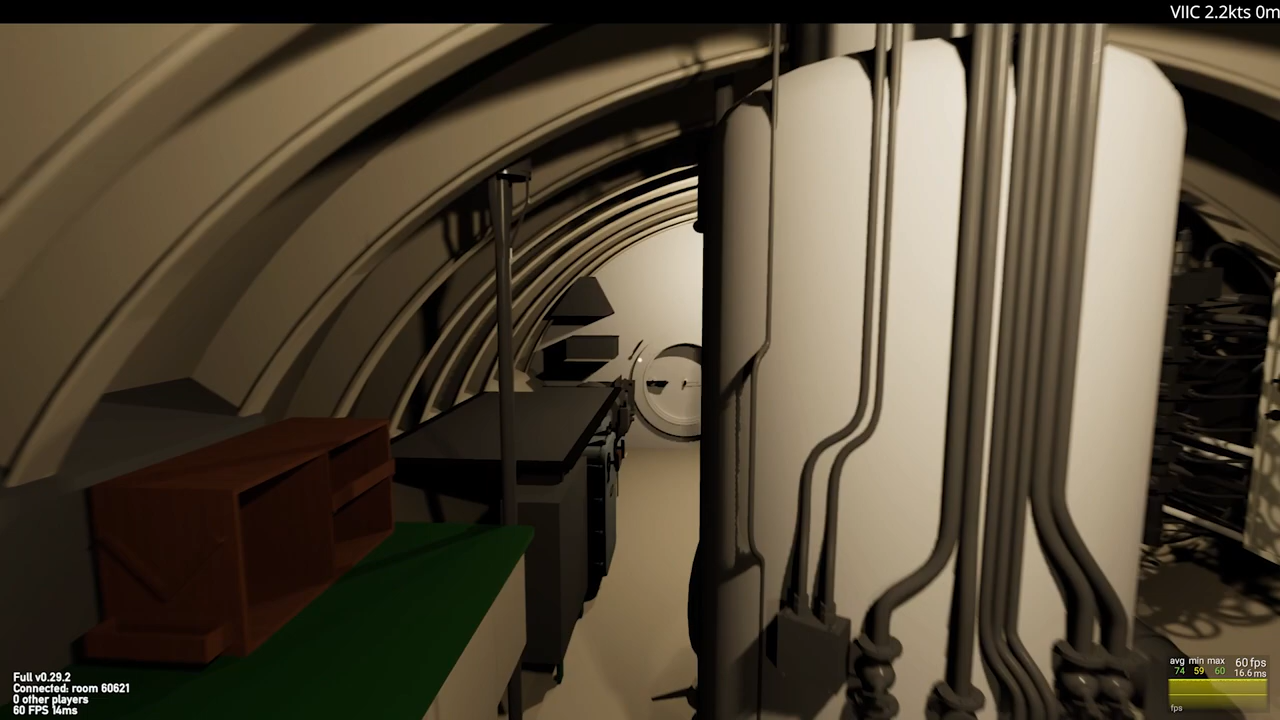 VIIC 2.2kts 0m
Full v0.29.2
Connected: room 60621
0 other players
60 FPS 14ms
avg min max 60 fps
74 59 60 16.6 ms
fps